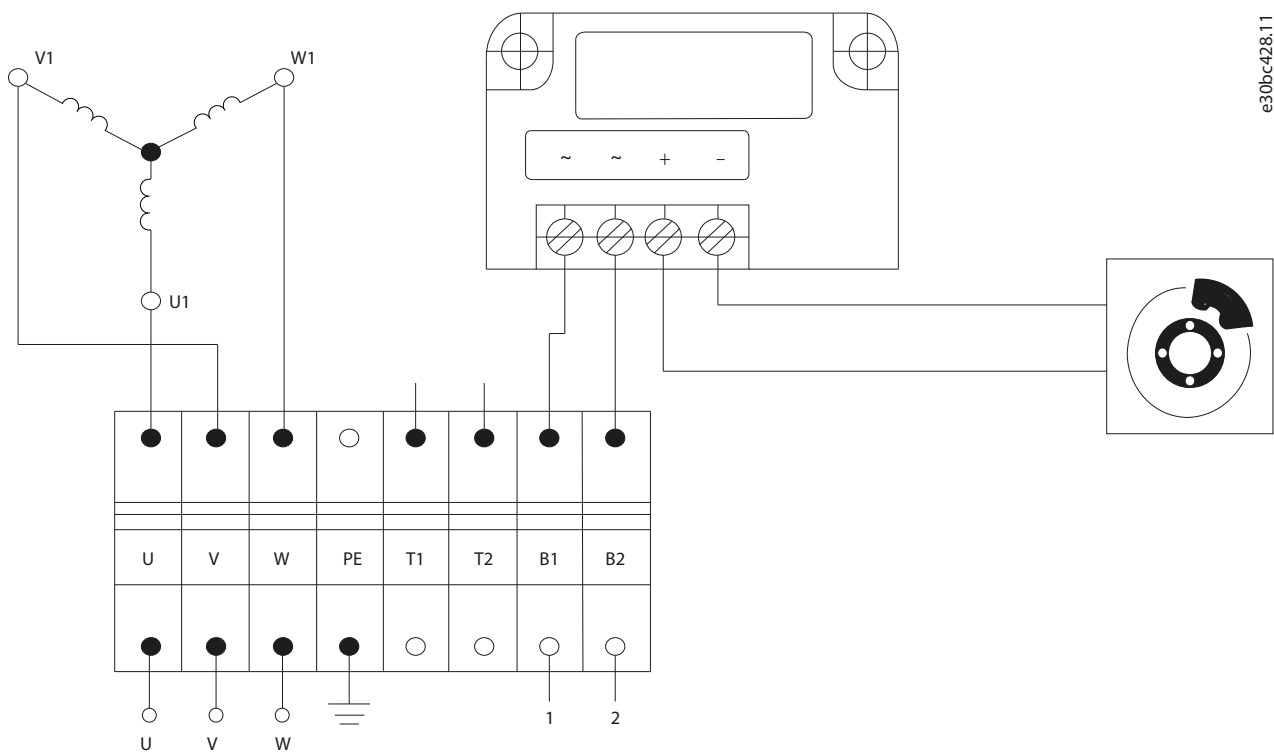 e30bc428.11
V1 W1
~ ~ + –
U1
U V W PE T1 T2 B1 B2
1 2
U V W